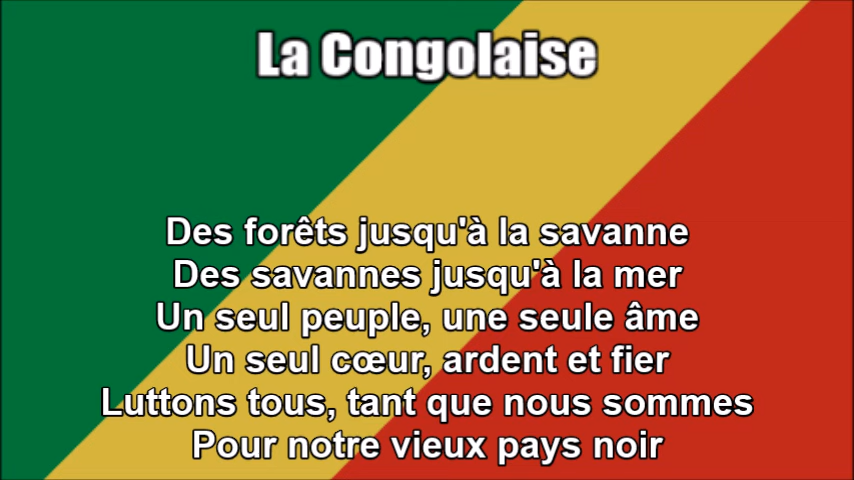 La Congolaise
Des forêts jusqu'à la savanne
Des savannes jusqu'à la mer
Un seul peuple, une seule âme
Un seul cœur, ardent et fier
Luttons tous, tant que nous sommes
Pour notre vieux pays noir